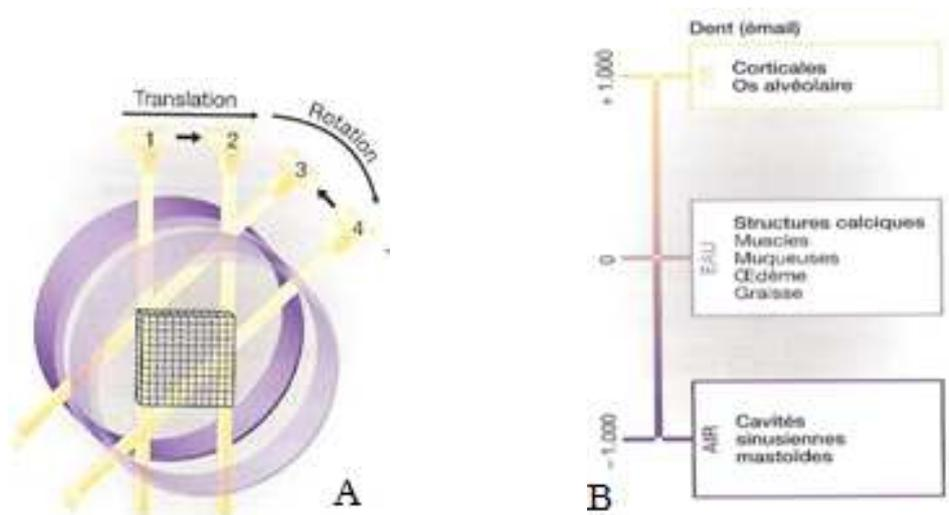 Translation
Rotation
1
2
3
4
A
Dent (émail)
+ 1.000
Corticales
Os alvéolaire
0
EAU
Structures calciques
Muscles
Muqueuses
Œdème
Graisse
- 1.000
AIR
Cavités
sinusiennes
mastoïdes
B